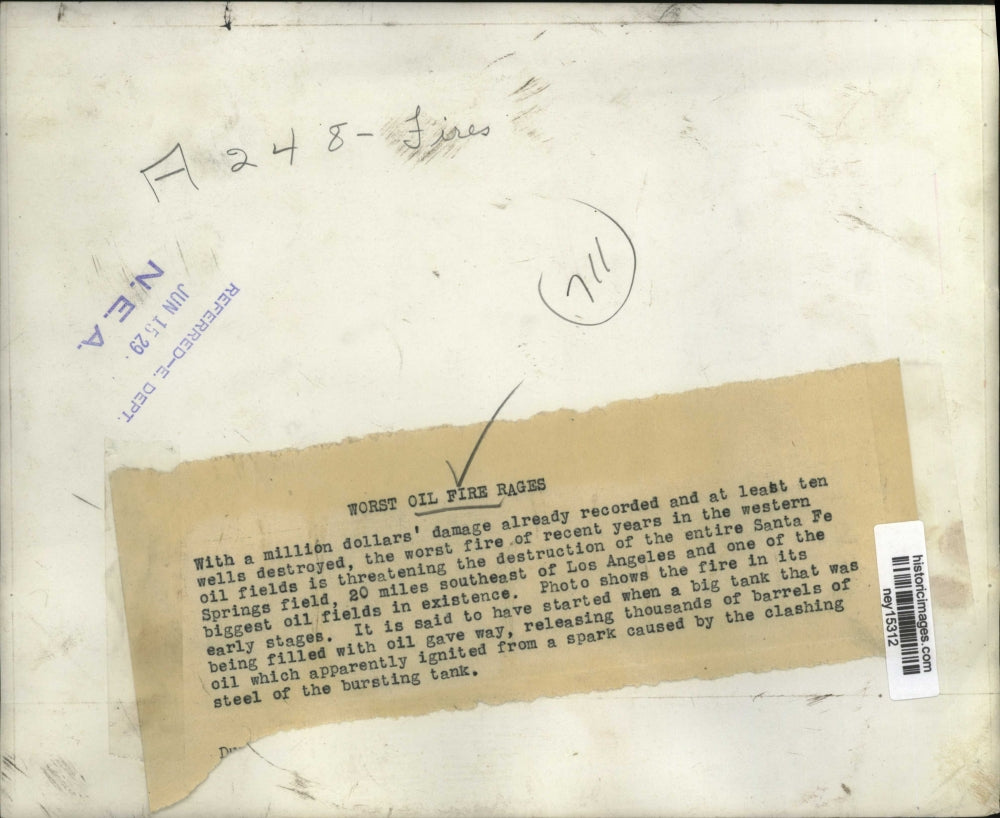 A 248- Fires
711
N. E. A.
JUN 15 29
REFERRED-E. DEPT.
WORST OIL FIRE RAGES
With a million dollars' damage already recorded and at least ten
wells destroyed, the worst fire of recent years in the western
oil fields is threatening the destruction of the entire Santa Fe
Springs field, 20 miles southeast of Los Angeles and one of the
biggest oil fields in existence. Photo shows the fire in its
early stages. It is said to have started when a big tank that was
being filled with oil gave way, releasing thousands of barrels of
oil which apparently ignited from a spark caused by the clashing
steel of the bursting tank.
historicimages.com
ney15312